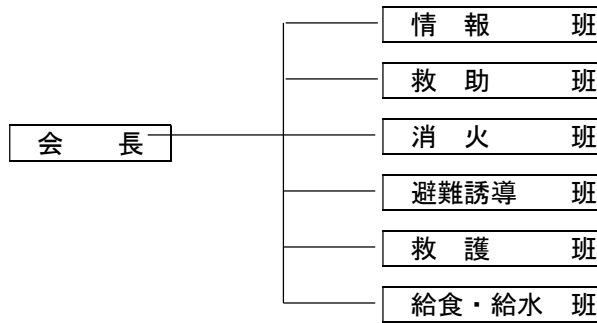 情　報　　　班
救　助　　　班
消　火　　　班
会　　長
避難誘導　　班
救　護　　　班
給食・給水　班